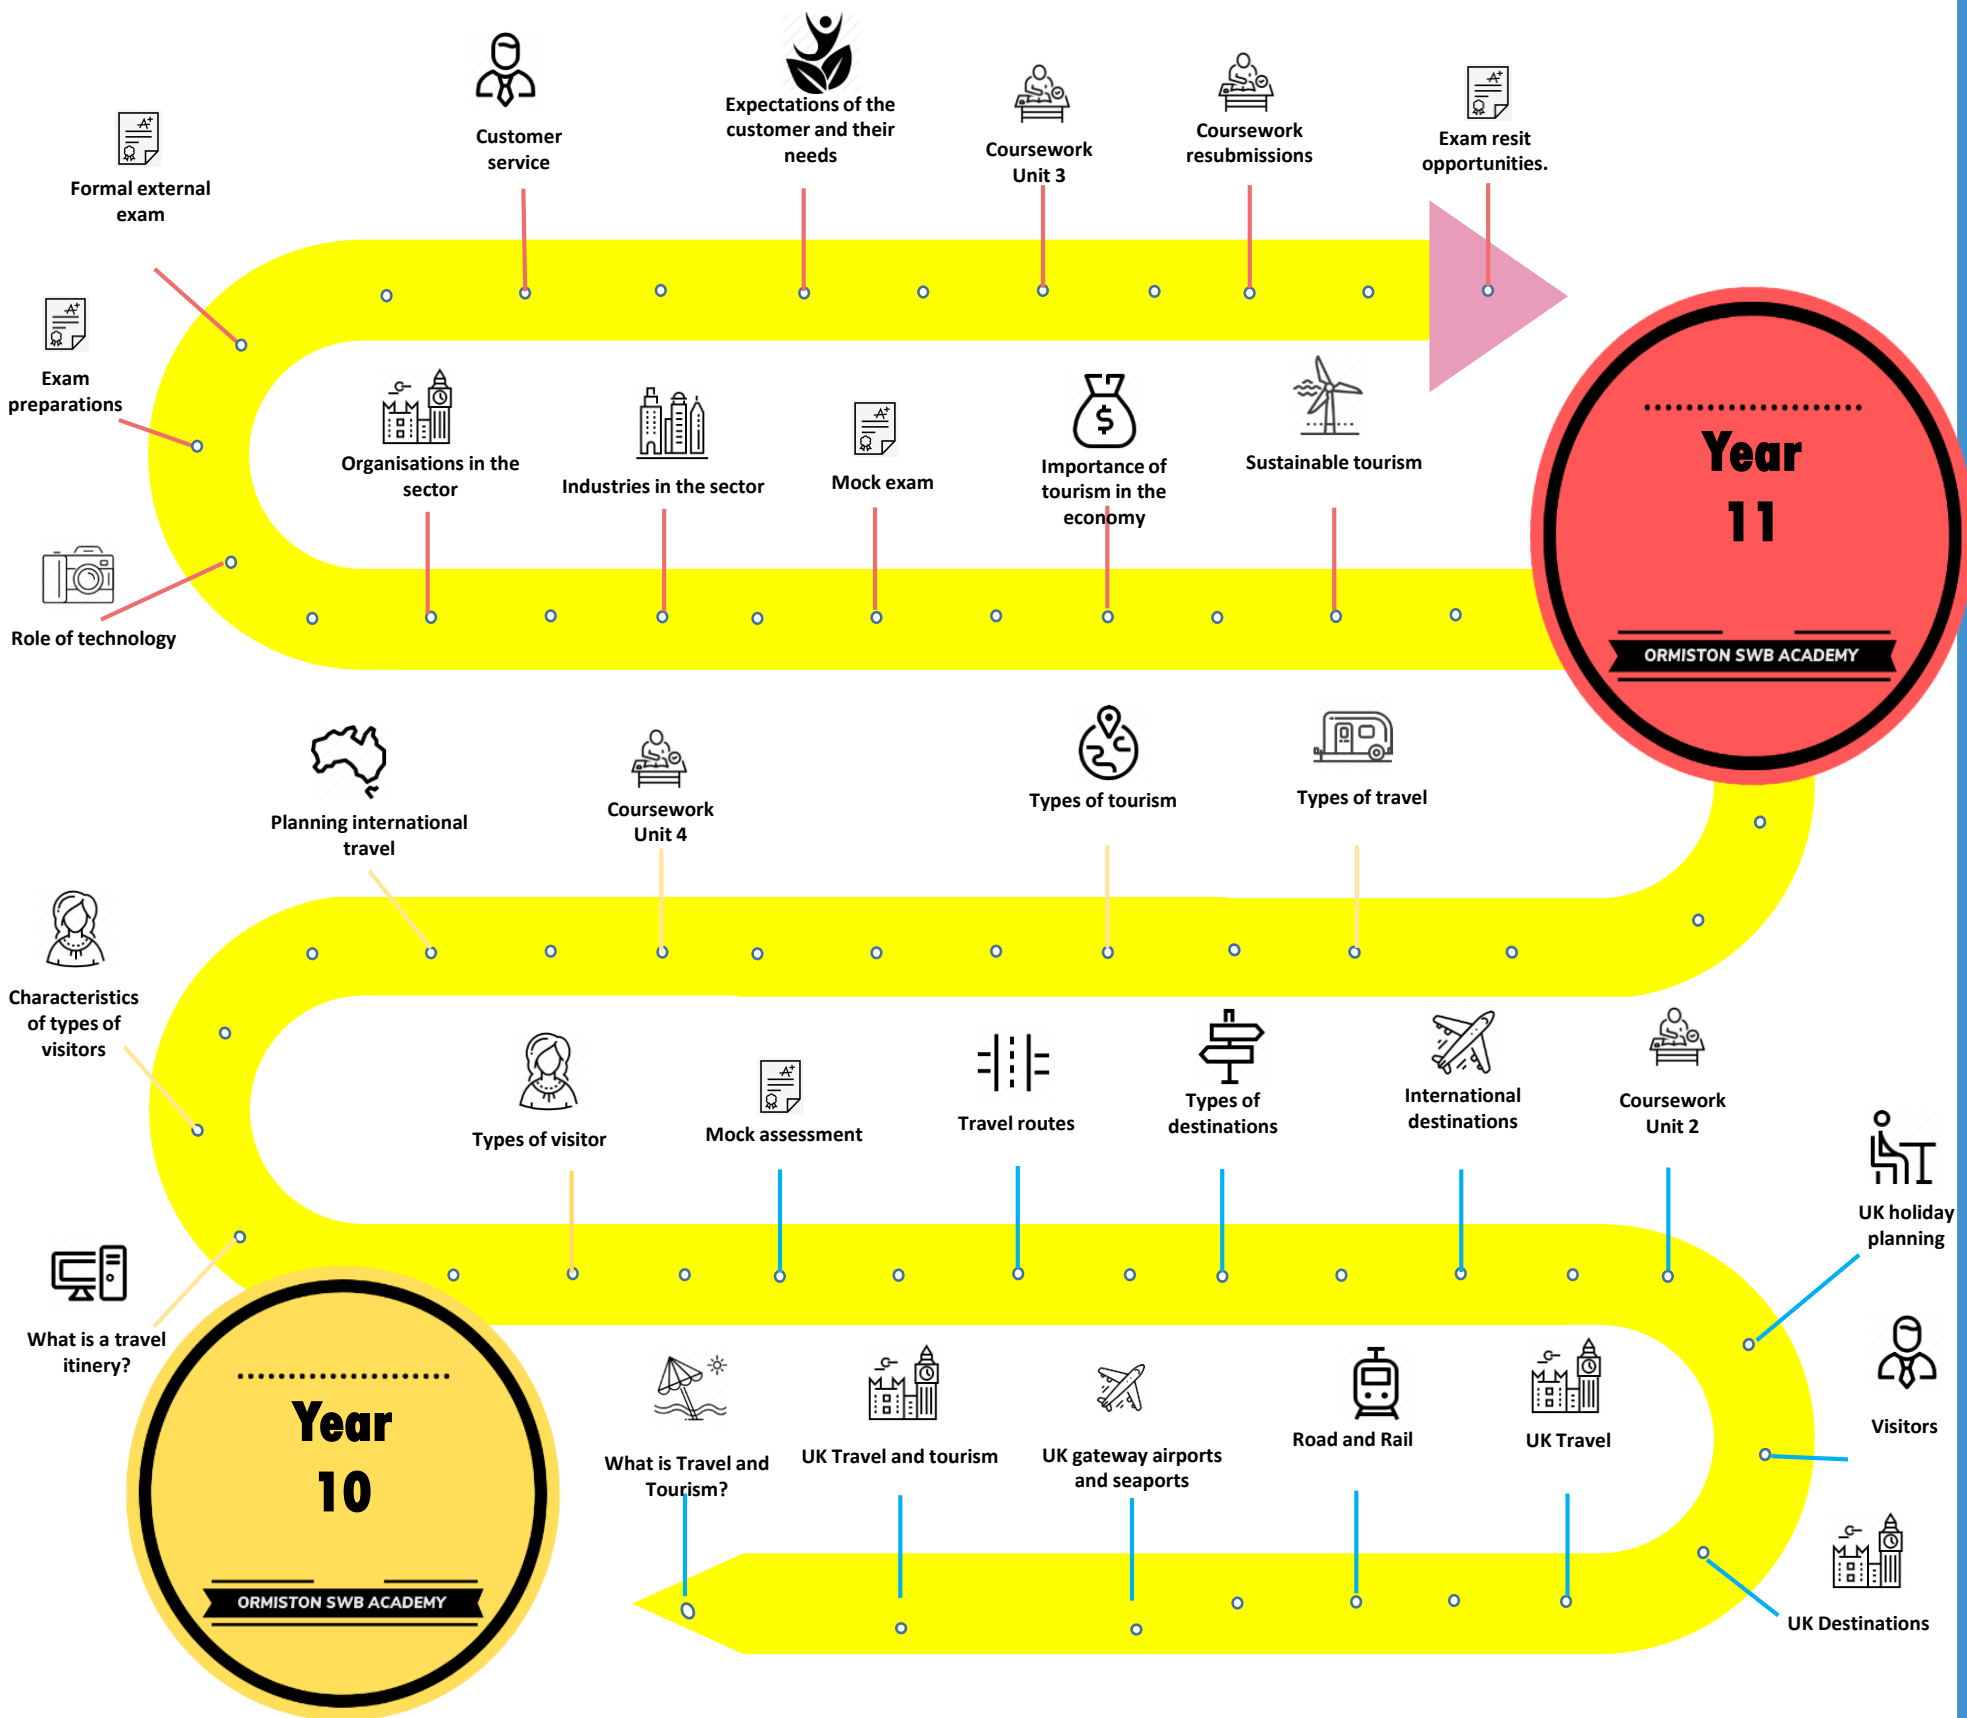 Formal external
exam
Customer
service
Expectations of the
customer and their
needs
Coursework
Unit 3
Coursework
resubmissions
Exam resit
opportunities.
Exam
preparations
Organisations in the
sector
Industries in the sector
Mock exam
Importance of
tourism in the
economy
Sustainable tourism
Year
11
ORMISTON SWB ACADEMY
Role of technology
Planning international
travel
Coursework
Unit 4
Types of tourism
Types of travel
Characteristics
of types of
visitors
Types of visitor
Mock assessment
Travel routes
Types of
destinations
International
destinations
Coursework
Unit 2
UK holiday
planning
What is a travel
itinery?
Year
10
ORMISTON SWB ACADEMY
What is Travel and
Tourism?
UK Travel and tourism
UK gateway airports
and seaports
Road and Rail
UK Travel
Visitors
UK Destinations